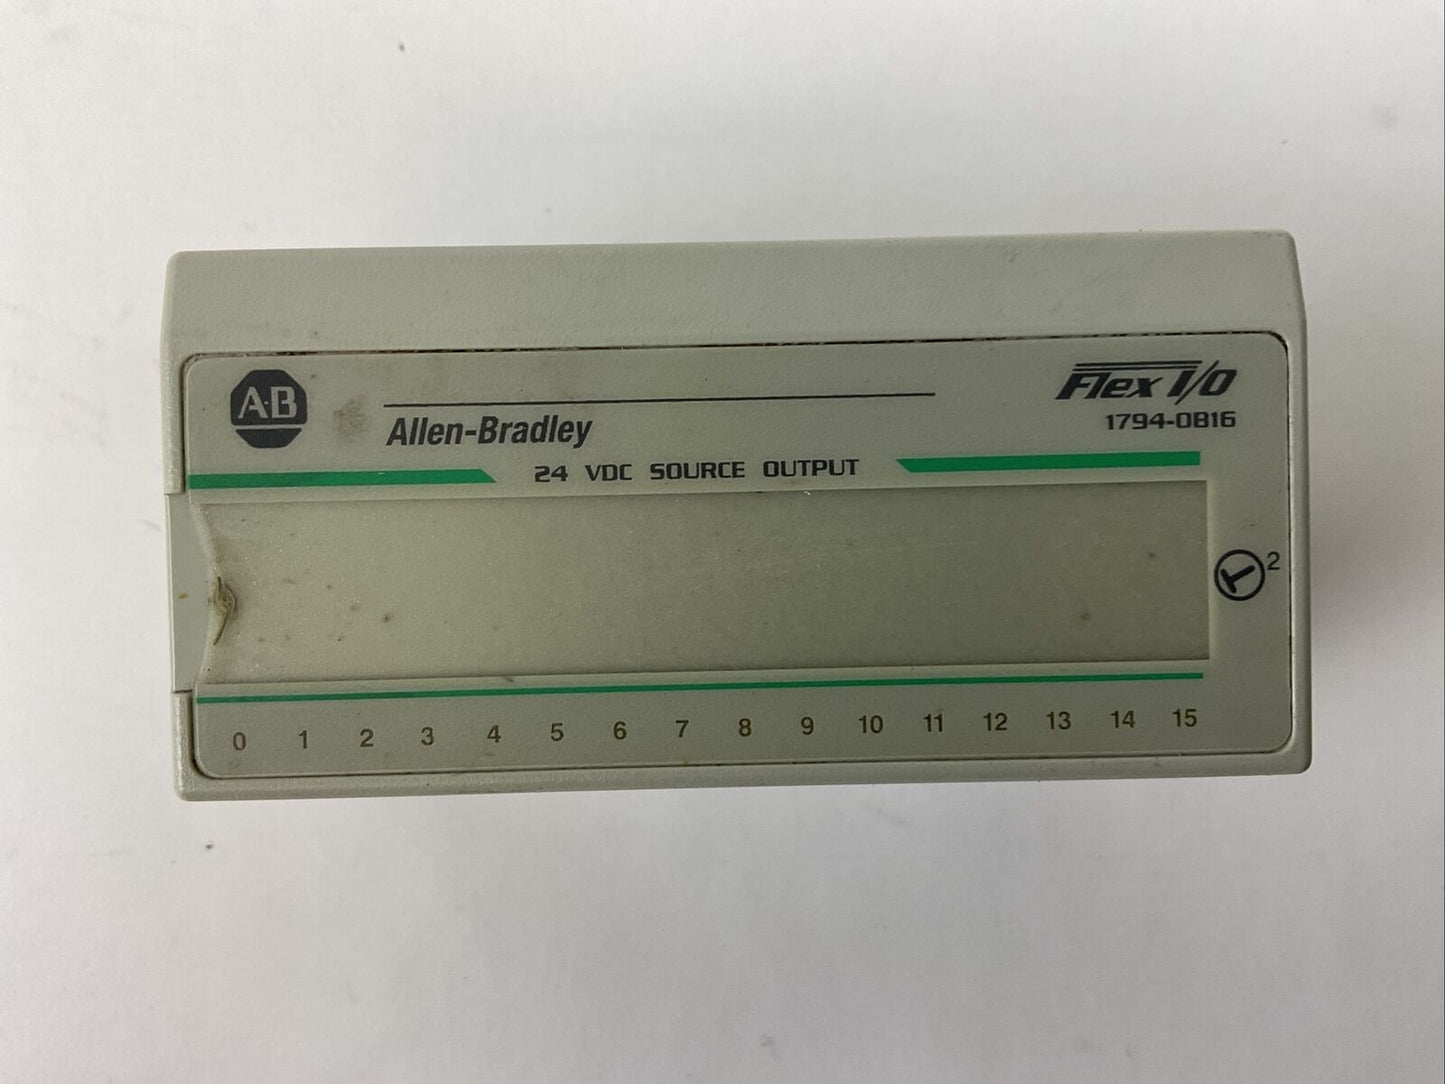 A·B
Allen-Bradley
Flex I/O
1794-OB16
24 VDC SOURCE OUTPUT
2
0 1 2 3 4 5 6 7 8 9 10 11 12 13 14 15